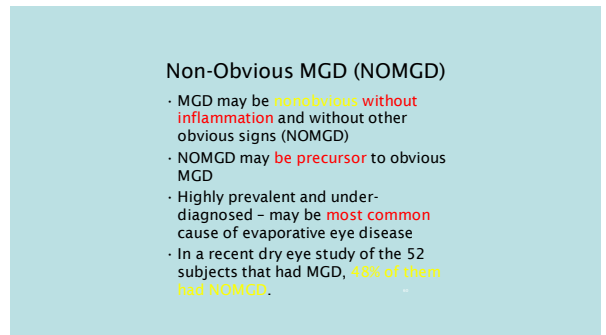 Non-Obvious MGD (NOMGD)
• MGD may be nonobvious without
inflammation and without other
obvious signs (NOMGD)
• NOMGD may be precursor to obvious
MGD
• Highly prevalent and under-
diagnosed – may be most common
cause of evaporative eye disease
• In a recent dry eye study of the 52
subjects that had MGD, 48% of them
had NOMGD.